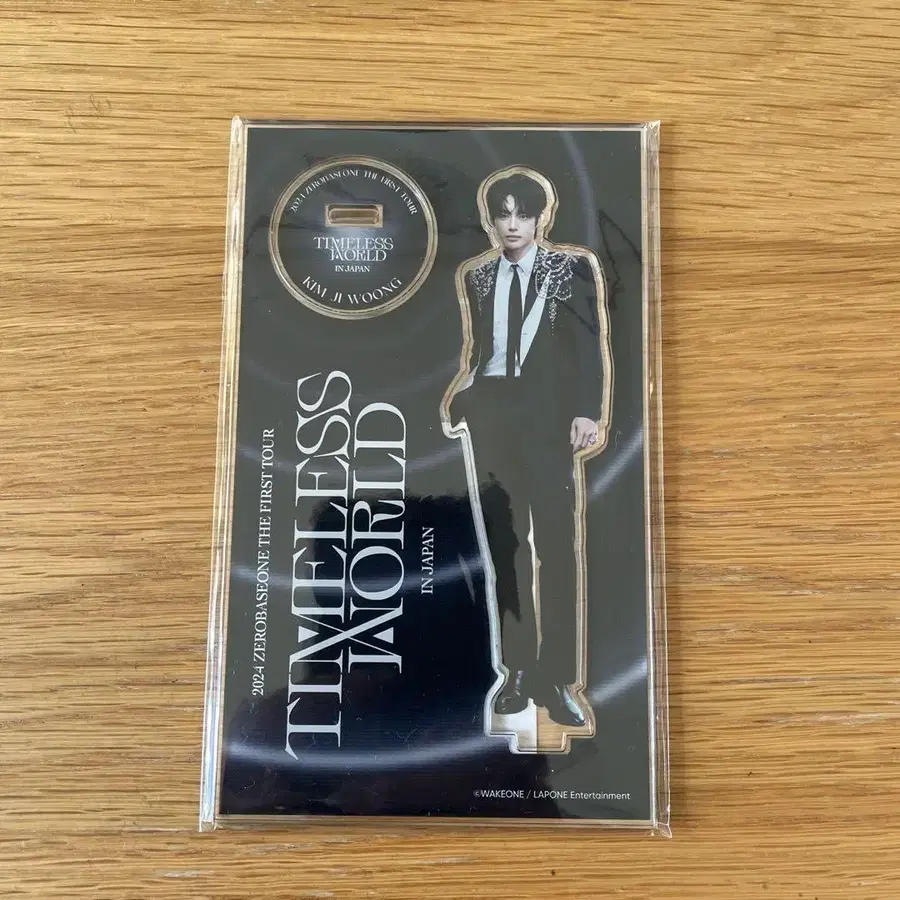 2024 ZEROBASEONE THE FIRST TOUR
TIMELESS
WORLD
IN JAPAN
KIM JI WOONG
2024 ZEROBASEONE THE FIRST TOUR
TIMELESS
WORLD
IN JAPAN
©WAKEONE / LAPONE Entertainment